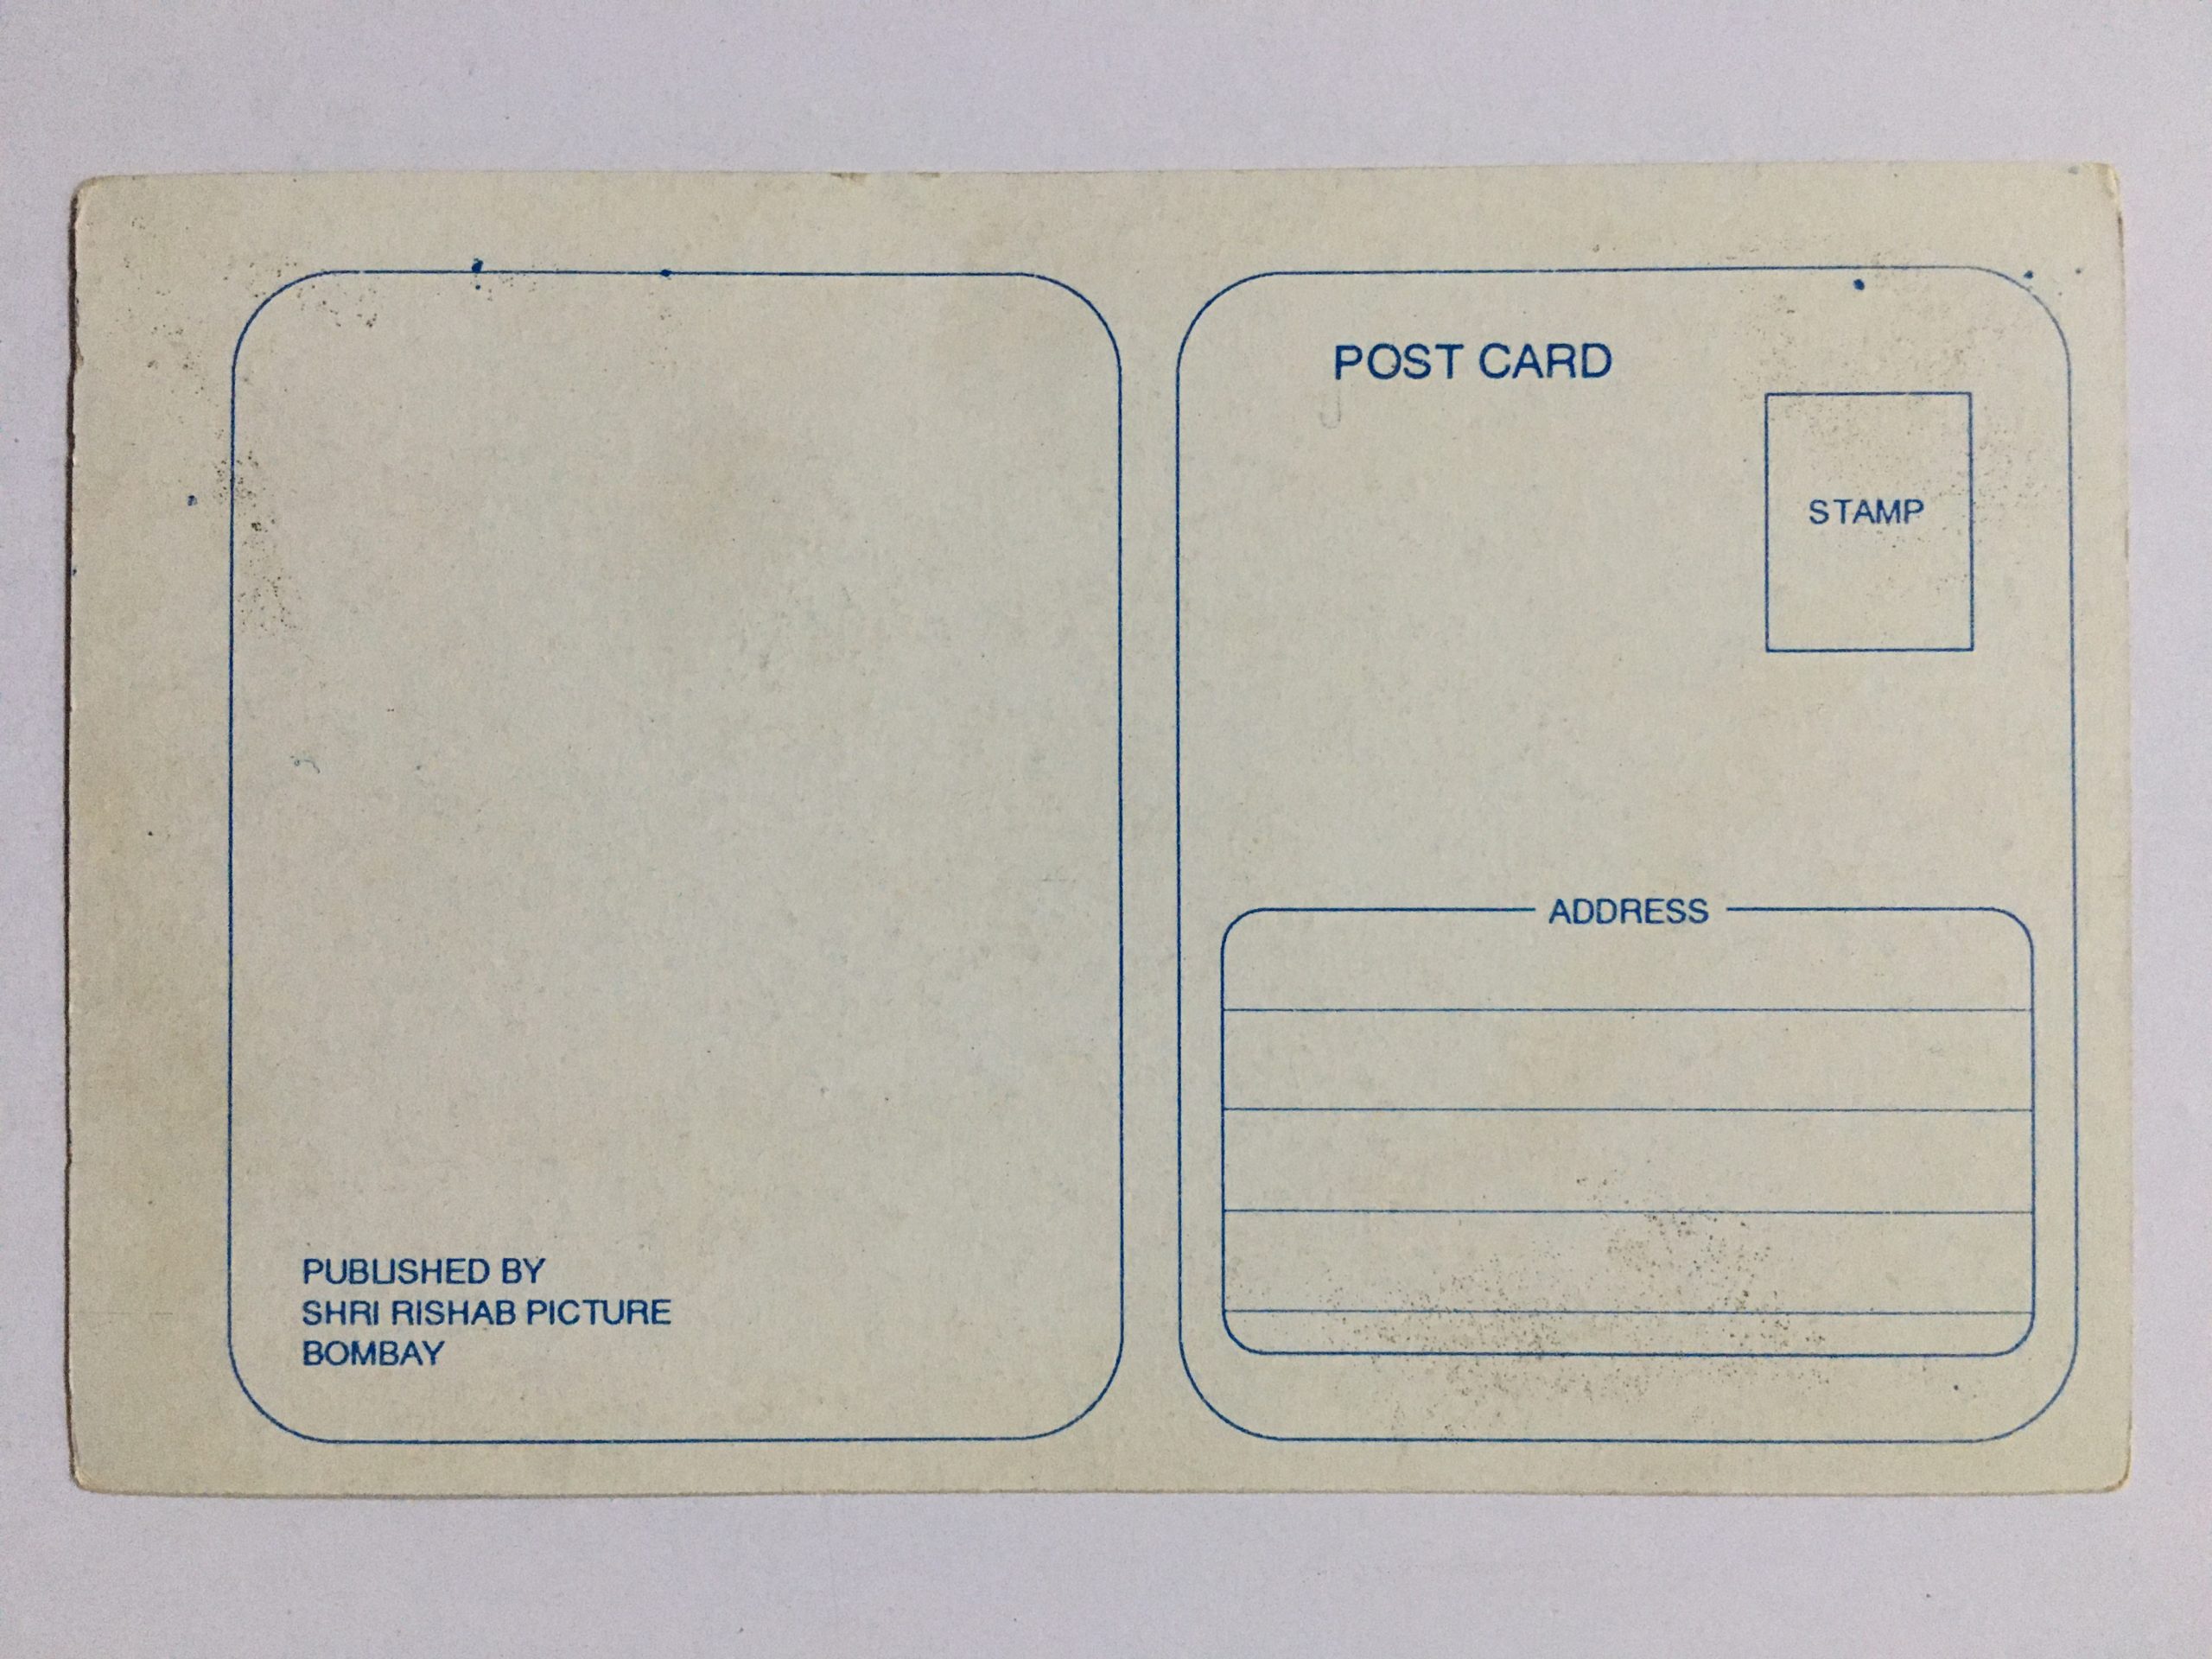 POST CARD
STAMP
ADDRESS
PUBLISHED BY
SHRI RISHAB PICTURE
BOMBAY